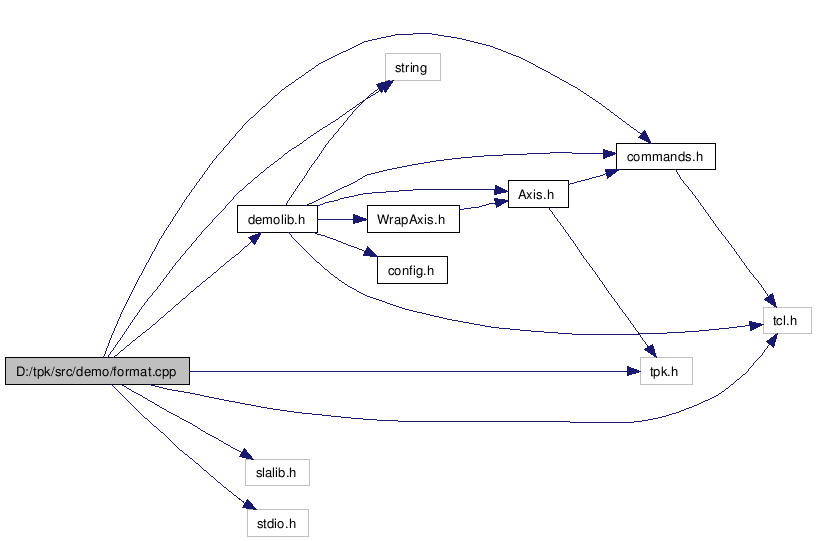 string
commands.h
Axis.h
demolib.h
WrapAxis.h
config.h
tcl.h
D:/tpk/src/demo/format.cpp
tpk.h
slalib.h
stdio.h